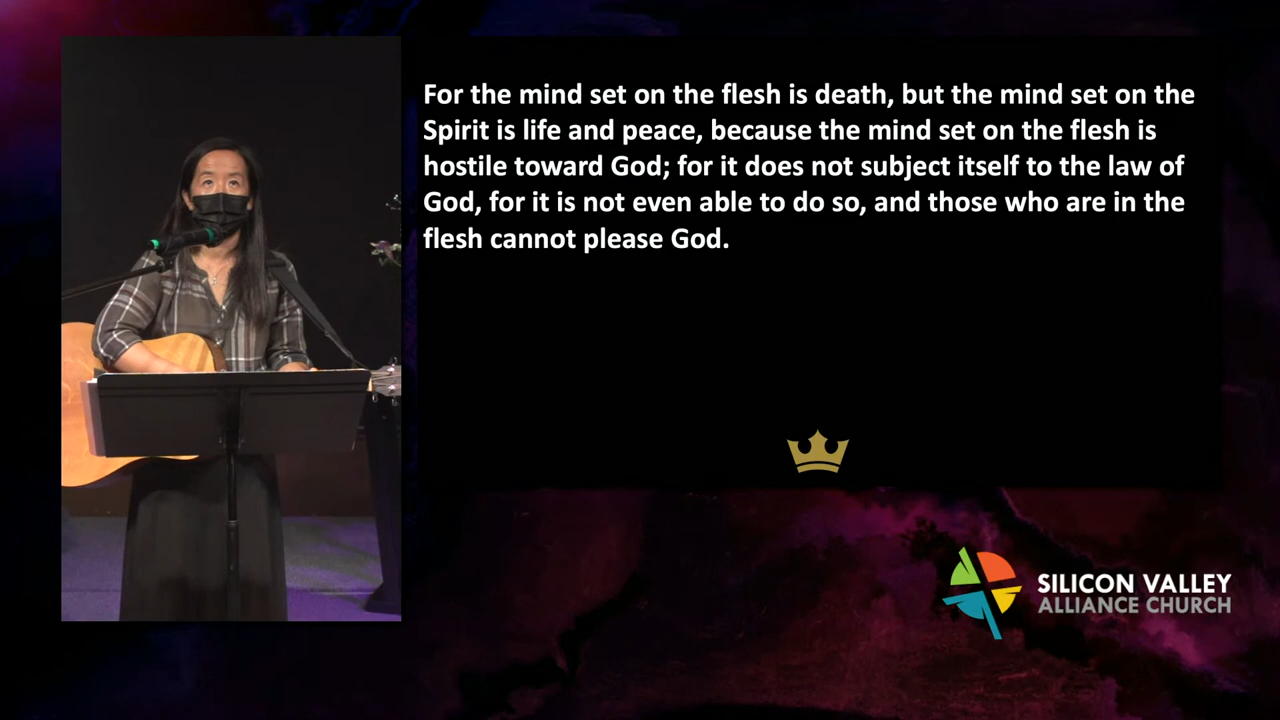 For the mind set on the flesh is death, but the mind set on the
Spirit is life and peace, because the mind set on the flesh is
hostile toward God; for it does not subject itself to the law of
God, for it is not even able to do so, and those who are in the
flesh cannot please God.
SILICON VALLEY
ALLIANCE CHURCH